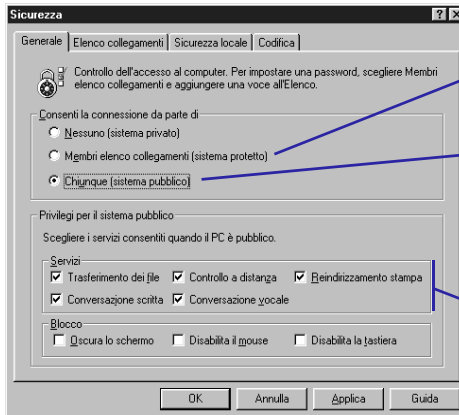 Sicurezza
Generale Elenco collegamenti Sicurezza locale Codifica
Controllo dell'accesso al computer. Per impostare una password, scegliere Membri
elenco collegamenti e aggiungere una voce all'Elenco.
Consenti la connessione da parte di
Nessuno (sistema privato)
Membri elenco collegamenti (sistema protetto)
Chiunque (sistema pubblico)
Privilegi per il sistema pubblico
Scegliere i servizi consentiti quando il PC è pubblico.
Servizi
Trasferimento dei file Controllo a distanza Reindirizzamento stampa
Conversazione scritta Conversazione vocale
Blocco
Oscura lo schermo Disabilita il mouse Disabilita la tastiera
OK Annulla Applica Guida